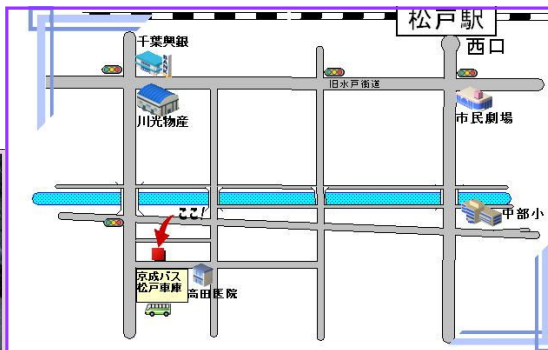 松戸駅
西口
千葉興銀
旧水戸街道
川光物産
市民劇場
ここ!
中部小
京成バス
松戸車庫
高田医院